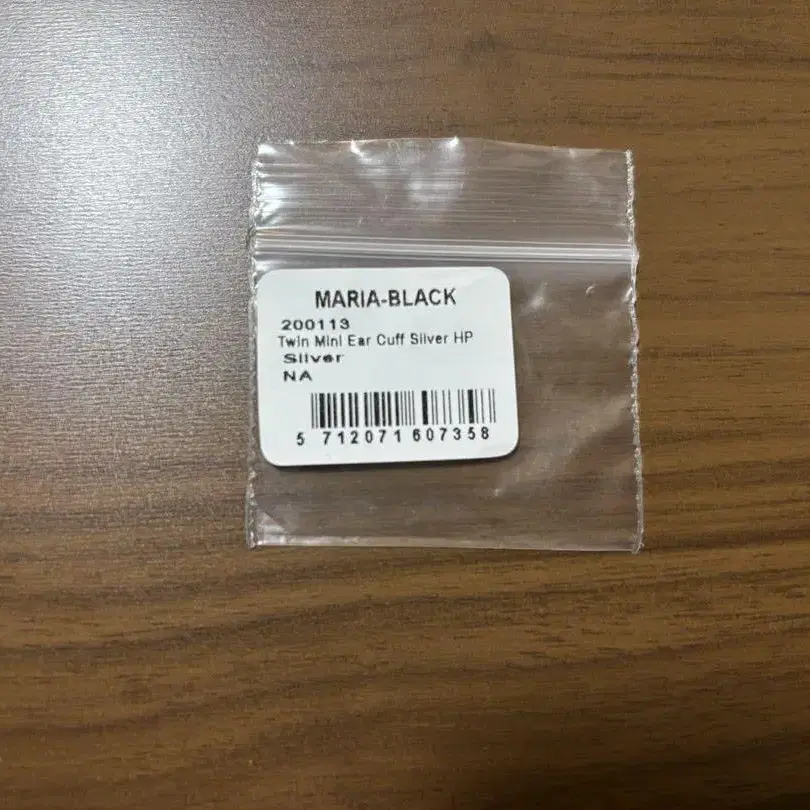 MARIA-BLACK
200113
Twin Mini Ear Cuff Silver HP
Silver
NA
5 712071 607358